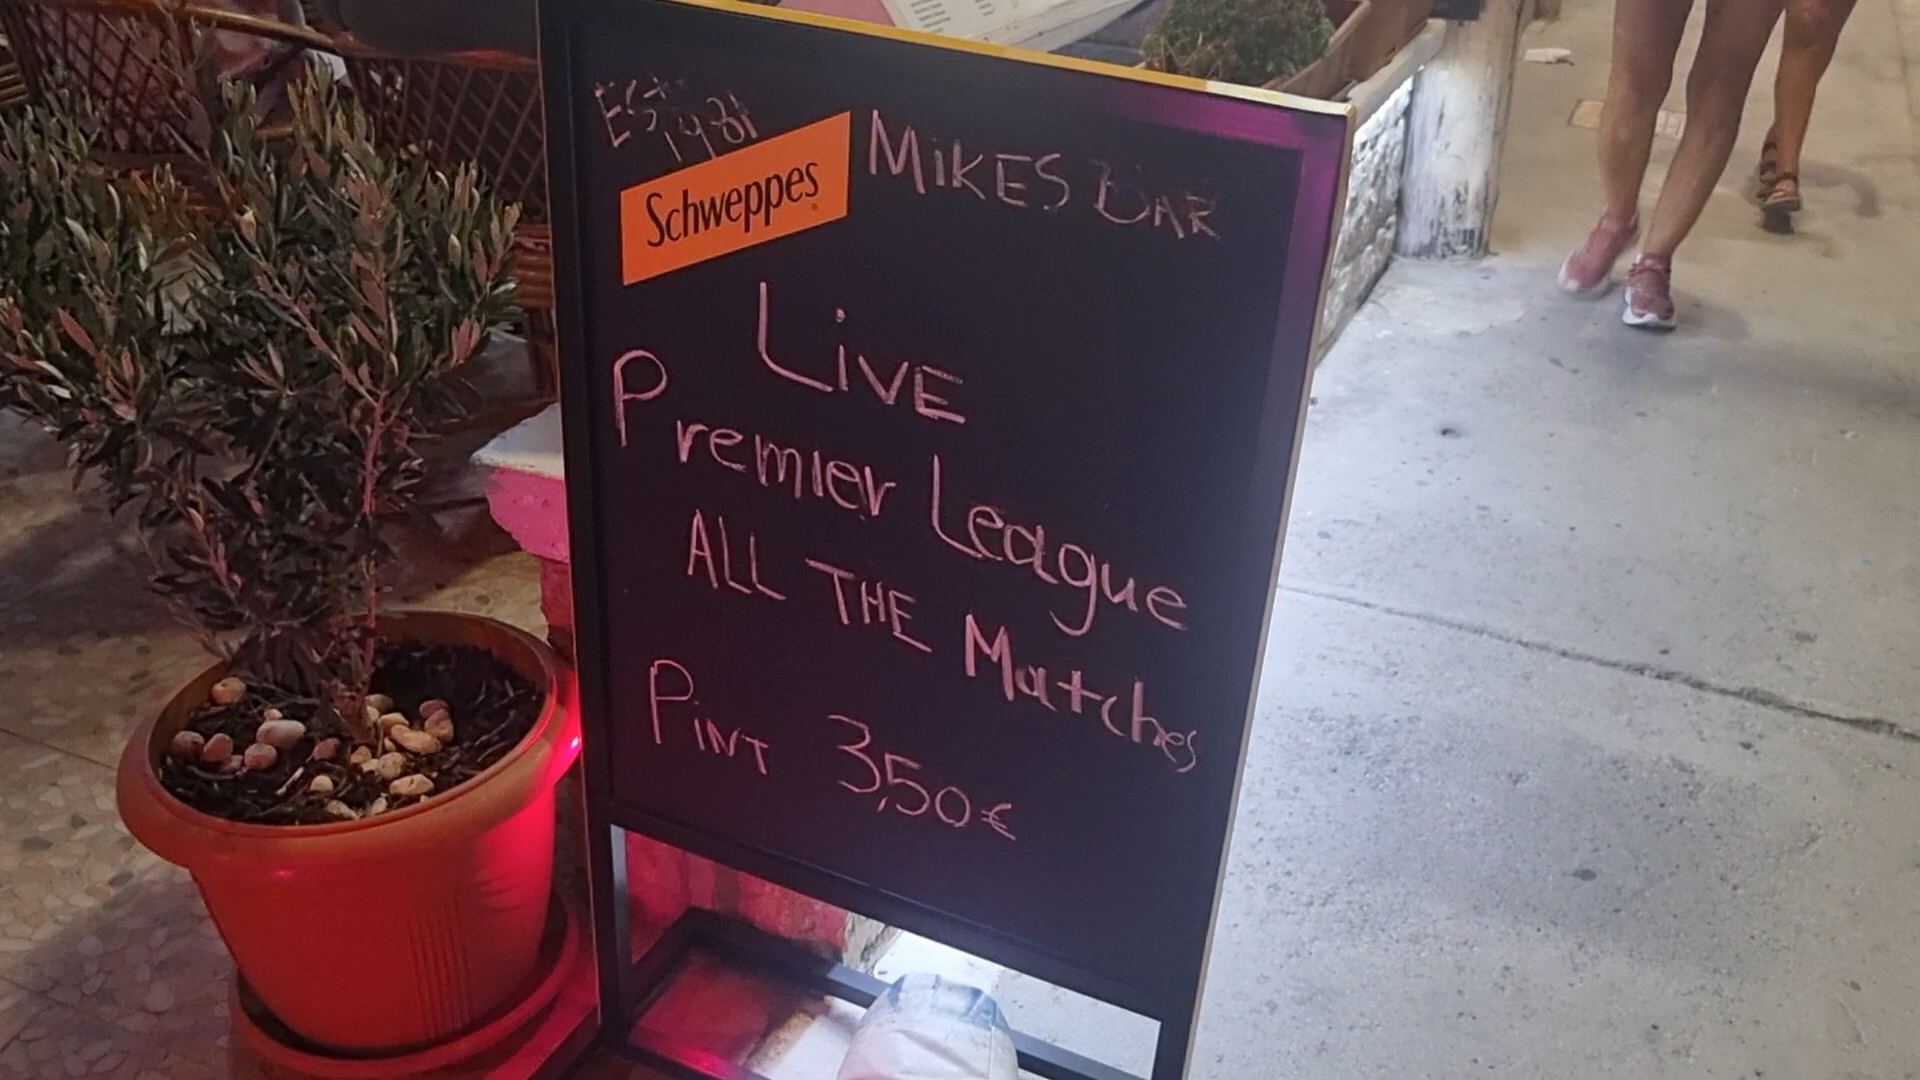 Est
1981
Schweppes
MiKES BAR
LiVE
Premier League
ALL THE Matches
PiNT 3,50€